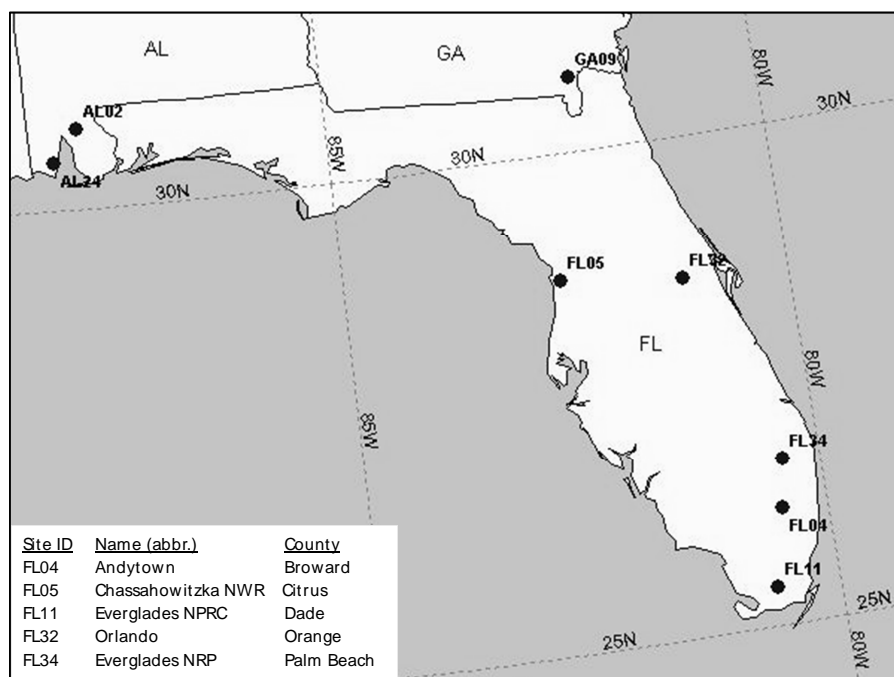 AL
GA
GA09
80W
AL02
30N
85W
30N
AL24
30N
FL05
FL32
FL
80W
85W
FL34
FL04
FL11
25N
25N
80W
Site ID Name (abbr.) County
FL04 Andytown Broward
FL05 Chassahowitzka NWR Citrus
FL11 Everglades NPRC Dade
FL32 Orlando Orange
FL34 Everglades NRP Palm Beach